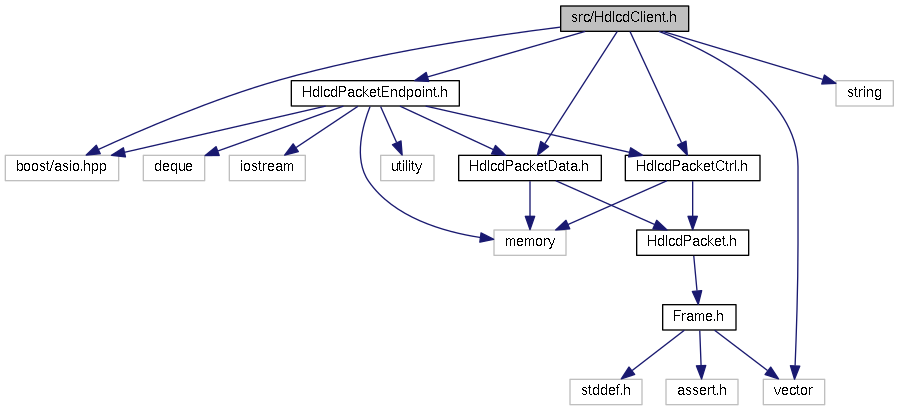 src/HdlcdClient.h
HdlcdPacketEndpoint.h
string
boost/asio.hpp
deque
iostream
utility
HdlcdPacketData.h
HdlcdPacketCtrl.h
memory
HdlcdPacket.h
Frame.h
stddef.h
assert.h
vector